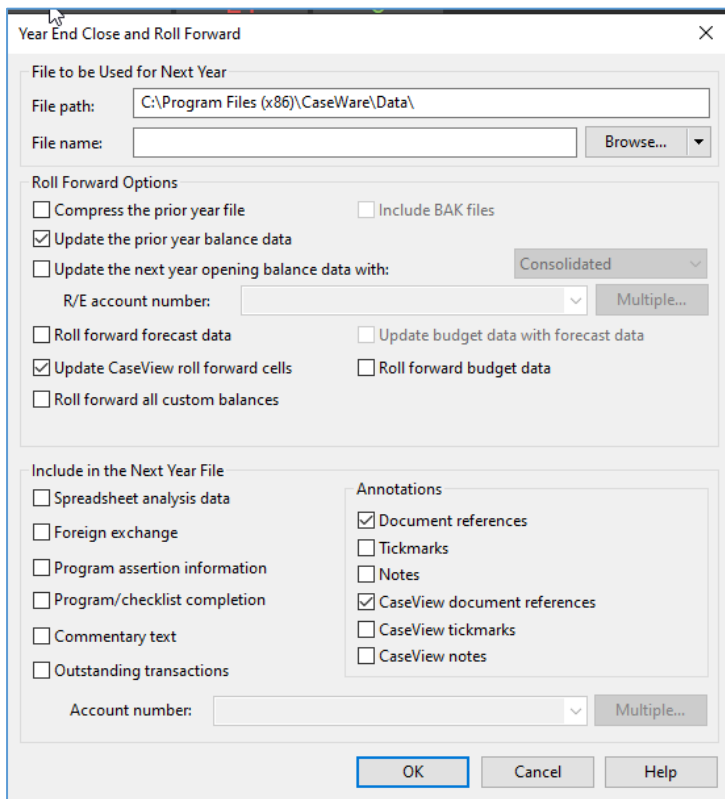 Year End Close and Roll Forward
File to be Used for Next Year
File path: C:\Program Files (x86)\CaseWare\Data\
File name: Browse...
Roll Forward Options
Compress the prior year file Include BAK files
Update the prior year balance data
Update the next year opening balance data with: Consolidated
R/E account number: Multiple...
Roll forward forecast data Update budget data with forecast data
Update CaseView roll forward cells Roll forward budget data
Roll forward all custom balances
Include in the Next Year File
Spreadsheet analysis data
Foreign exchange
Program assertion information
Program/checklist completion
Commentary text
Outstanding transactions
Annotations
Document references
Tickmarks
Notes
CaseView document references
CaseView tickmarks
CaseView notes
Account number: Multiple...
OK Cancel Help